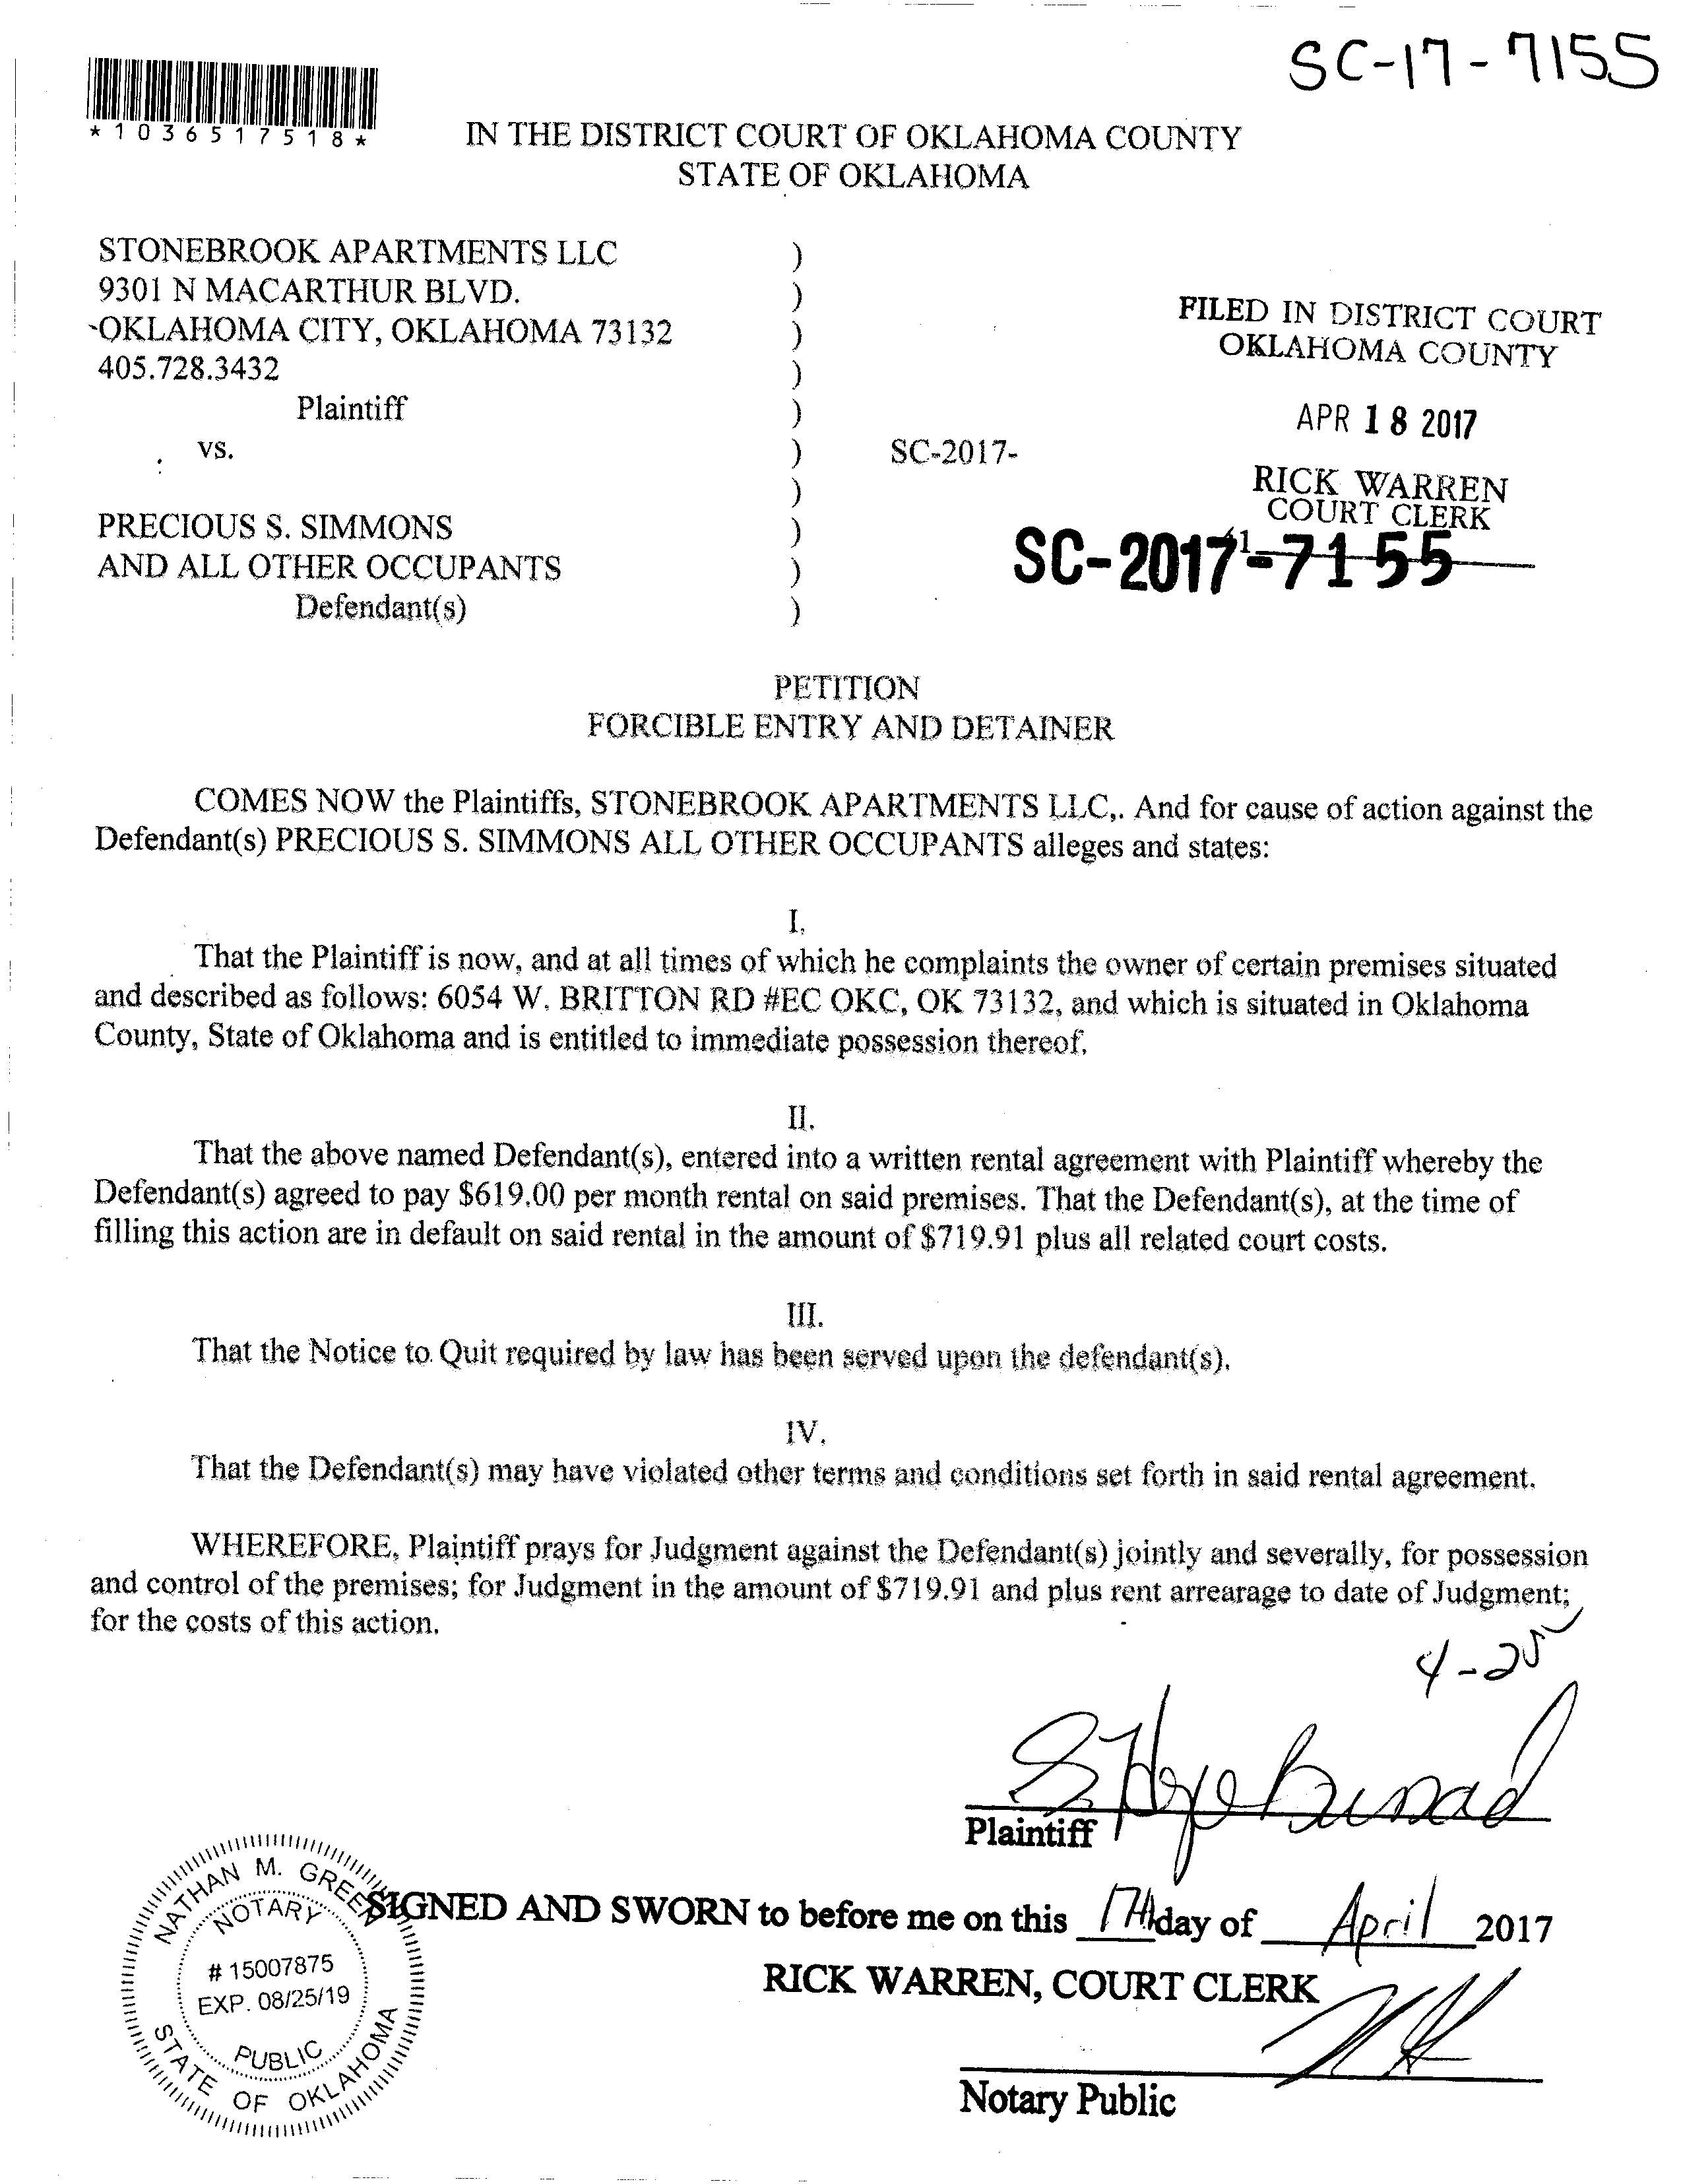 SC-17-7155
*1036517518*
IN THE DISTRICT COURT OF OKLAHOMA COUNTY
STATE OF OKLAHOMA
STONEBROOK APARTMENTS LLC )
9301 N MACARTHUR BLVD. )
OKLAHOMA CITY, OKLAHOMA 73132 )
405.728.3432 )
Plaintiff )
vs. ) SC-2017-
)
PRECIOUS S. SIMMONS )
AND ALL OTHER OCCUPANTS )
Defendant(s) )
FILED IN DISTRICT COURT
OKLAHOMA COUNTY
APR 18 2017
RICK WARREN
COURT CLERK
SC-2017-7155
PETITION
FORCIBLE ENTRY AND DETAINER
COMES NOW the Plaintiffs, STONEBROOK APARTMENTS LLC,. And for cause of action against the
Defendant(s) PRECIOUS S. SIMMONS ALL OTHER OCCUPANTS alleges and states:
I.
That the Plaintiff is now, and at all times of which he complaints the owner of certain premises situated
and described as follows: 6054 W. BRITTON RD #EC OKC, OK 73132, and which is situated in Oklahoma
County, State of Oklahoma and is entitled to immediate possession thereof.
II.
That the above named Defendant(s), entered into a written rental agreement with Plaintiff whereby the
Defendant(s) agreed to pay $619.00 per month rental on said premises. That the Defendant(s), at the time of
filling this action are in default on said rental in the amount of $719.91 plus all related court costs.
III.
That the Notice to Quit required by law has been served upon the defendant(s).
IV.
That the Defendant(s) may have violated other terms and conditions set forth in said rental agreement.
WHEREFORE, Plaintiff prays for Judgment against the Defendant(s) jointly and severally, for possession
and control of the premises; for Judgment in the amount of $719.91 and plus rent arrearage to date of Judgment;
for the costs of this action.
4-25
Plaintiff
SIGNED AND SWORN to before me on this 17th day of April 2017
RICK WARREN, COURT CLERK
Notary Public
NATHAN M. GREEN
NOTARY
# 15007875
EXP. 08/25/19
PUBLIC
STATE OF OKLAHOMA